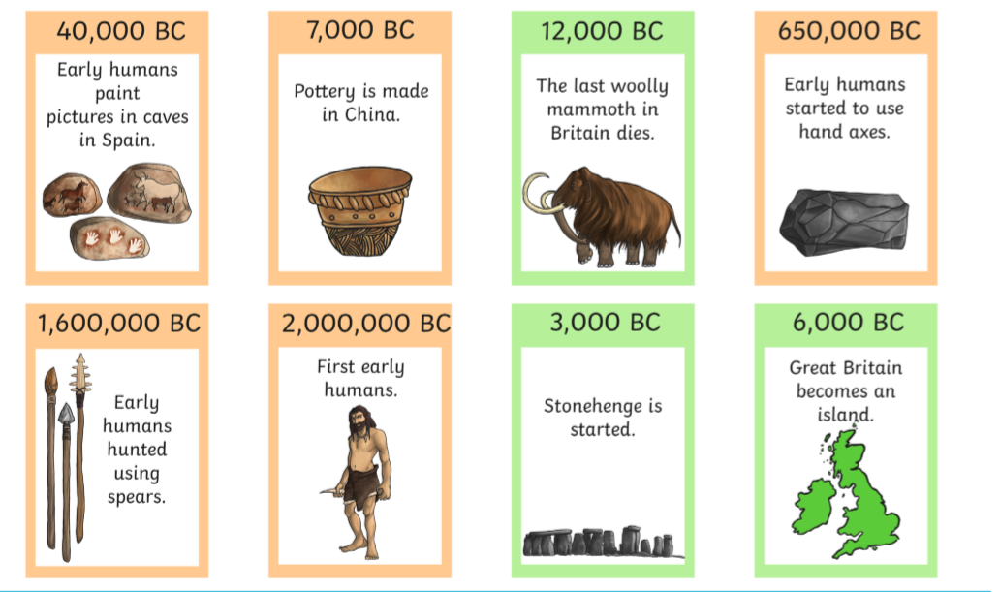 40,000 BC
Early humans
paint
pictures in caves
in Spain.
7,000 BC
Pottery is made
in China.
12,000 BC
The last woolly
mammoth in
Britain dies.
650,000 BC
Early humans
started to use
hand axes.
1,600,000 BC
Early
humans
hunted
using
spears.
2,000,000 BC
First early
humans.
3,000 BC
Stonehenge is
started.
6,000 BC
Great Britain
becomes an
island.